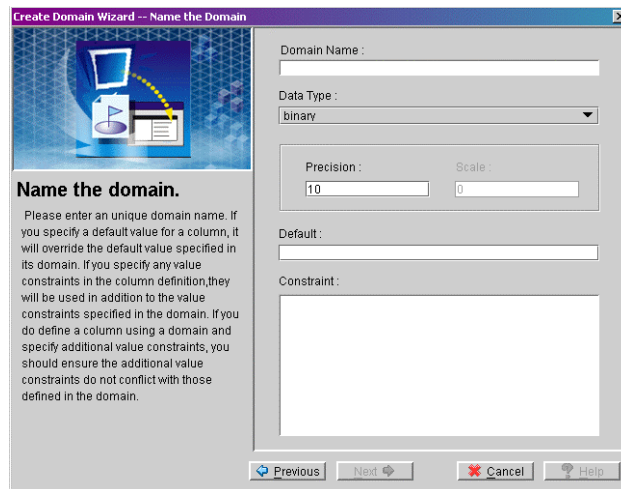 Create Domain Wizard -- Name the Domain
Name the domain.
Please enter an unique domain name. If
you specify a default value for a column, it
will override the default value specified in
its domain. If you specify any value
constraints in the column definition,they
will be used in addition to the value
constraints specified in the domain. If you
do define a column using a domain and
specify additional value constraints, you
should ensure the additional value
constraints do not conflict with those
defined in the domain.
Domain Name :
Data Type :
binary
Precision :
Scale :
10
0
Default :
Constraint :
Previous
Next
Cancel
Help